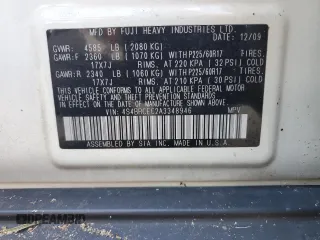 MFD BY FUJI HEAVY INDUSTRIES LTD. 12/09
GVWR: 4585 LB (2080 KG)
GAWR:F 2360 LB (1070 KG) WITH P225/60R17 TIRES,
17X7J RIMS, AT 220 KPA (32 PSI) COLD
GAWR:R 2340 LB (1060 KG) WITH P225/60R17 TIRES,
17X7J RIMS, AT 210 KPA (30 PSI) COLD
THIS VEHICLE CONFORMS TO ALL APPLICABLE
FEDERAL MOTOR VEHICLE SAFETY AND THEFT
PREVENTION STANDARDS IN EFFECT ON THE DATE
OF MANUFACTURE SHOWN ABOVE.
VIN: MPV
ASSEMBLED BY SIA INC. MADE IN U.S.A.